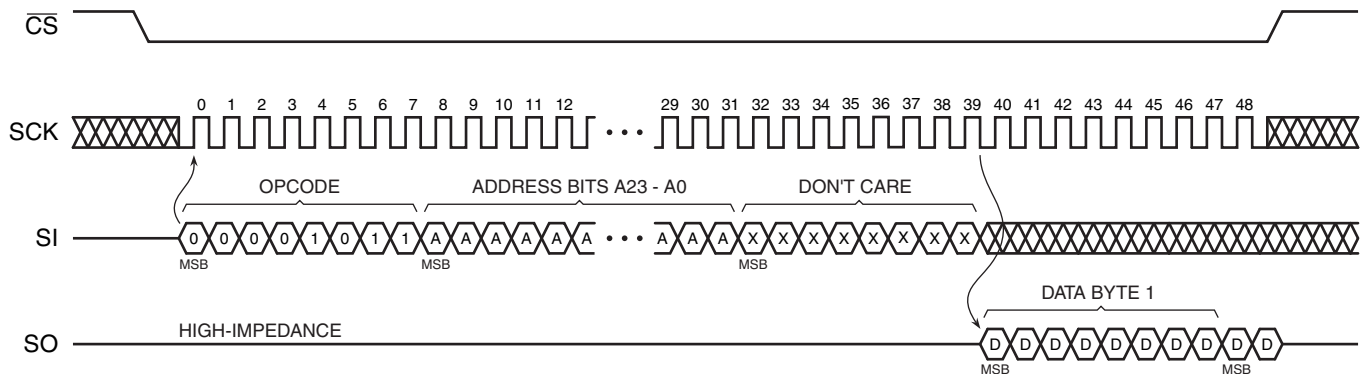 CS
0 1 2 3 4 5 6 7 8 9 10 11 12 29 30 31 32 33 34 35 36 37 38 39 40 41 42 43 44 45 46 47 48
SCK
OPCODE ADDRESS BITS A23 - A0 DON'T CARE
SI 0 0 0 0 1 0 1 1 A A A A A A A A A X X X X X X X X
MSB MSB MSB
DATA BYTE 1
HIGH-IMPEDANCE
SO D D D D D D D D D D
MSB MSB